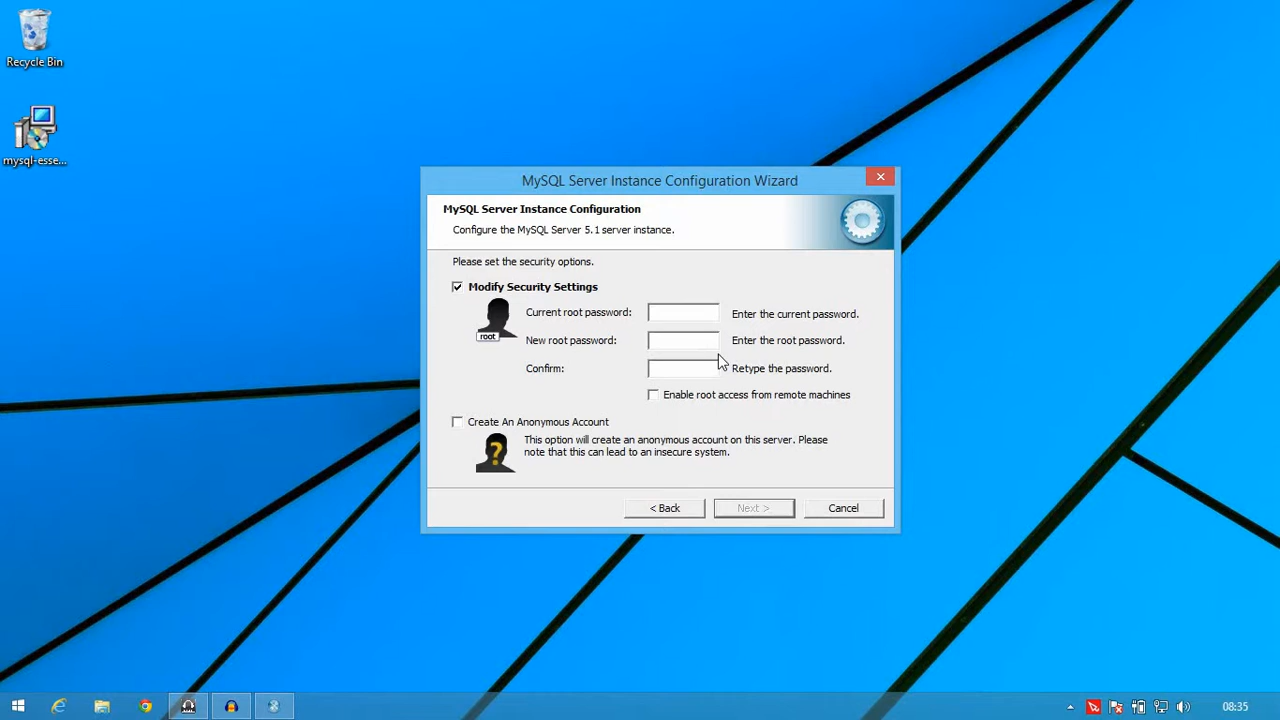 Recycle Bin
mysql-esse...
MySQL Server Instance Configuration Wizard
MySQL Server Instance Configuration
Configure the MySQL Server 5.1 server instance.
Please set the security options.
Modify Security Settings
root
Current root password:
Enter the current password.
New root password:
Enter the root password.
Confirm:
Retype the password.
Enable root access from remote machines
Create An Anonymous Account
This option will create an anonymous account on this server. Please
note that this can lead to an insecure system.
< Back
Next >
Cancel
08:35